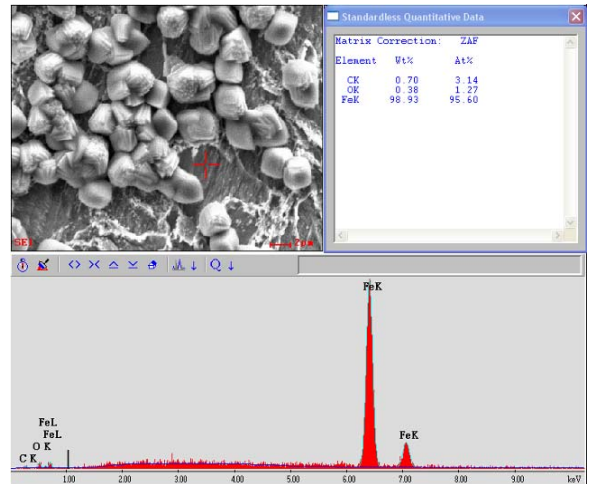 Standardless Quantitative Data
Matrix Correction: ZAF
Element Wt% At%
CK 0.70 3.14
OK 0.38 1.27
FeK 98.93 95.60
SEI 2μm
FeK
FeL
FeL
FeK
O K
C K
1.00 2.00 3.00 4.00 5.00 6.00 7.00 8.00 9.00 keV